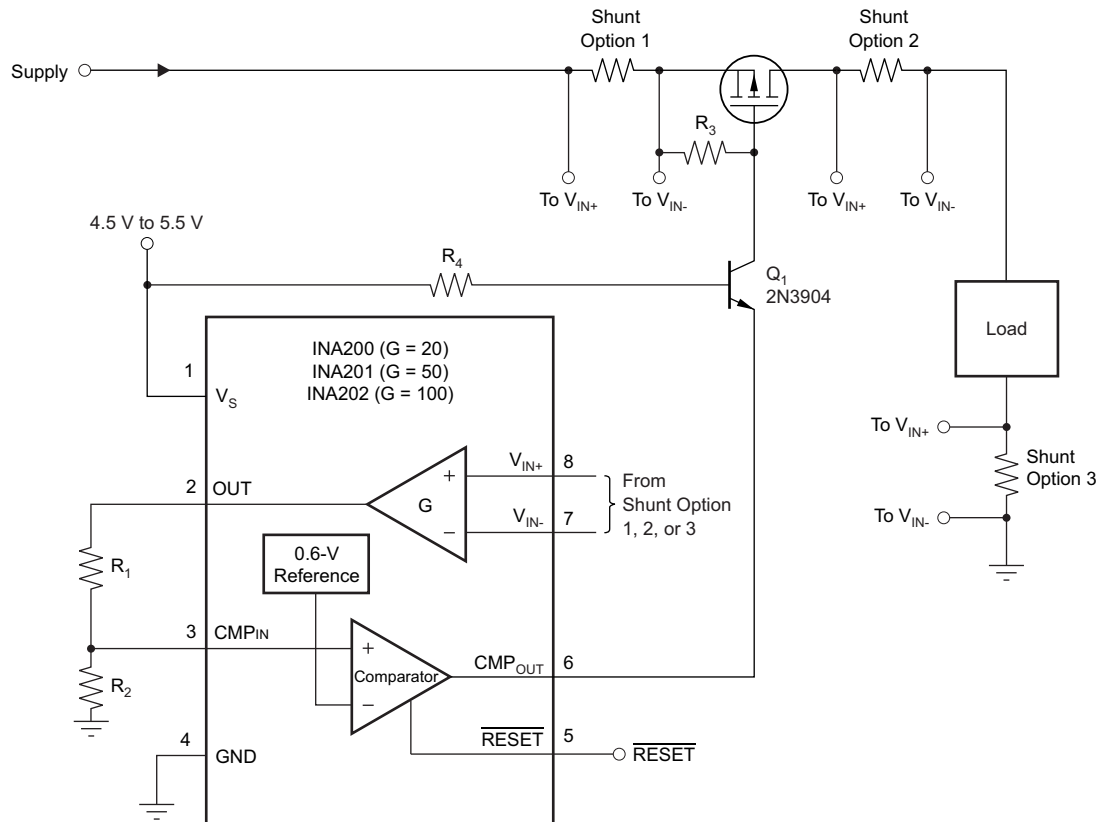 Shunt
Option 1
Shunt
Option 2
Supply
R3
To VIN+
To VIN-
To VIN+
To VIN-
4.5 V to 5.5 V
R4
Q1
2N3904
Load
INA200 (G = 20)
INA201 (G = 50)
INA202 (G = 100)
1
VS
To VIN+
Shunt
Option 3
To VIN-
2
OUT
G
+
−
VIN+
8
VIN-
7
From
Shunt Option
1, 2, or 3
0.6-V
Reference
R1
3
CMPIN
+
Comparator
−
CMPOUT
6
R2
4
GND
RESET
5
RESET